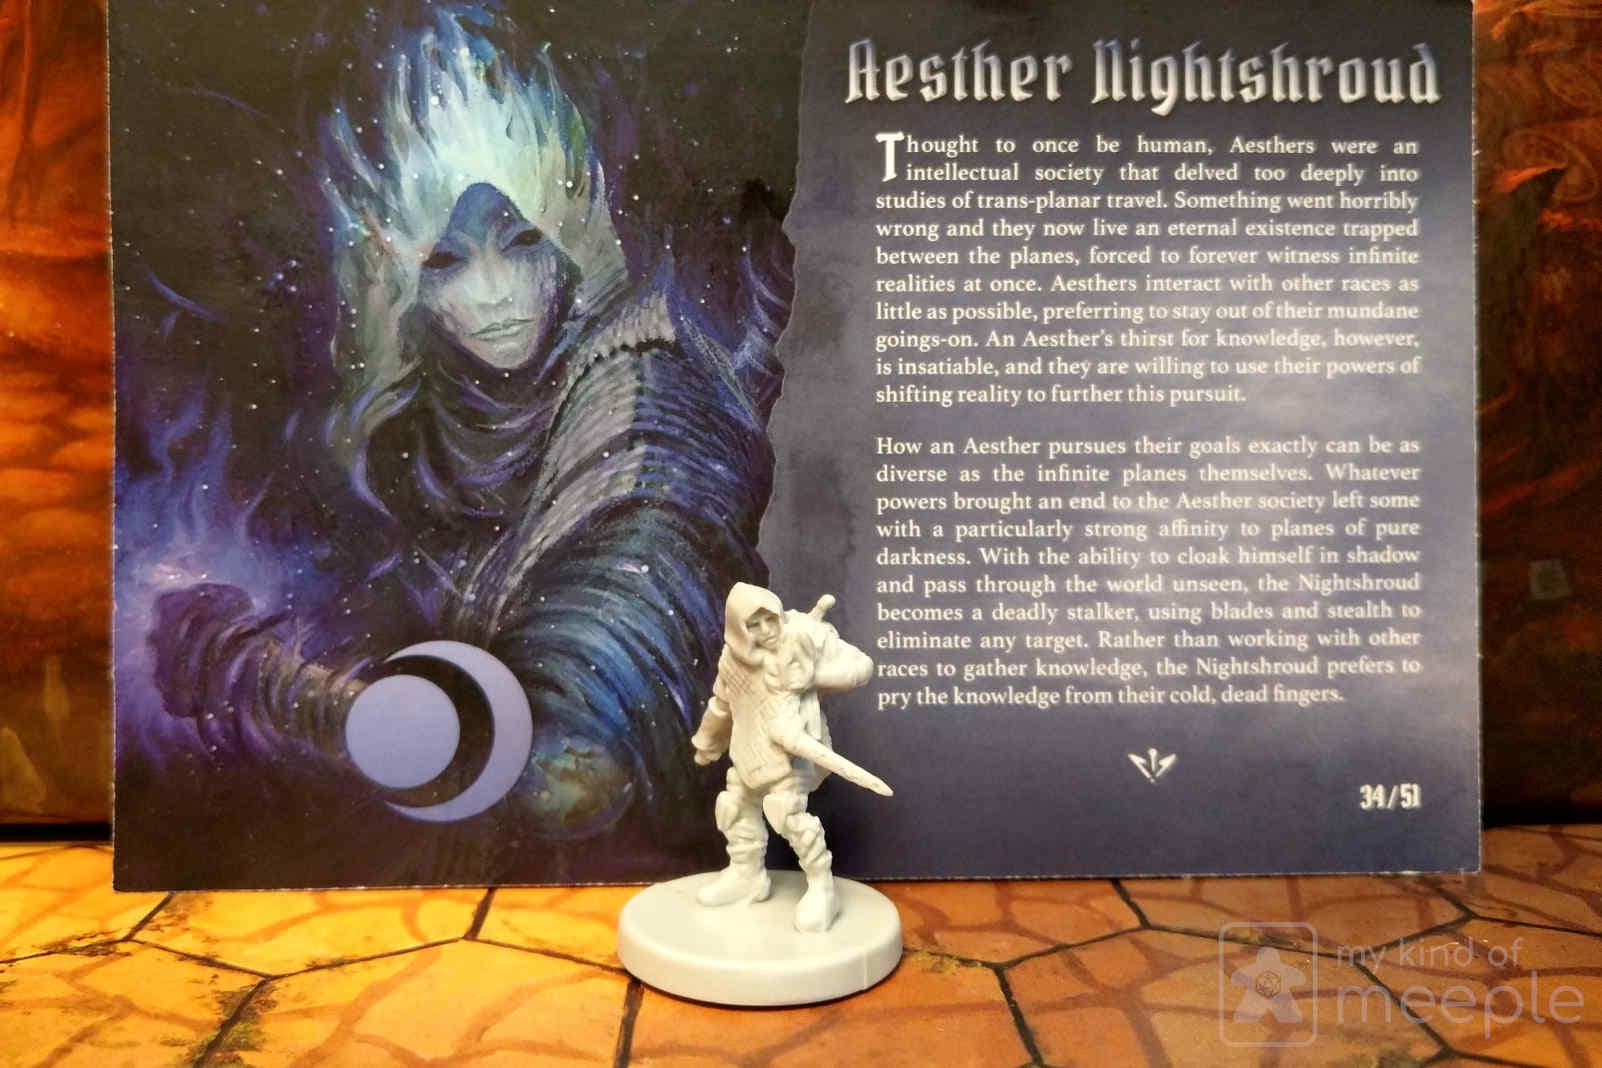 Aesther Nightshroud
Thought to once be human, Aesthers were an
intellectual society that delved too deeply into
studies of trans-planar travel. Something went horribly
wrong and they now live an eternal existence trapped
between the planes, forced to forever witness infinite
realities at once. Aesthers interact with other races as
little as possible, preferring to stay out of their mundane
goings-on. An Aesther's thirst for knowledge, however,
is insatiable, and they are willing to use their powers of
shifting reality to further this pursuit.
How an Aesther pursues their goals exactly can be as
diverse as the infinite planes themselves. Whatever
powers brought an end to the Aesther society left some
with a particularly strong affinity to planes of pure
darkness. With the ability to cloak himself in shadow
and pass through the world unseen, the Nightshroud
becomes a deadly stalker, using blades and stealth to
eliminate any target. Rather than working with other
races to gather knowledge, the Nightshroud prefers to
pry the knowledge from their cold, dead fingers.
34/51
my kind of
meeple